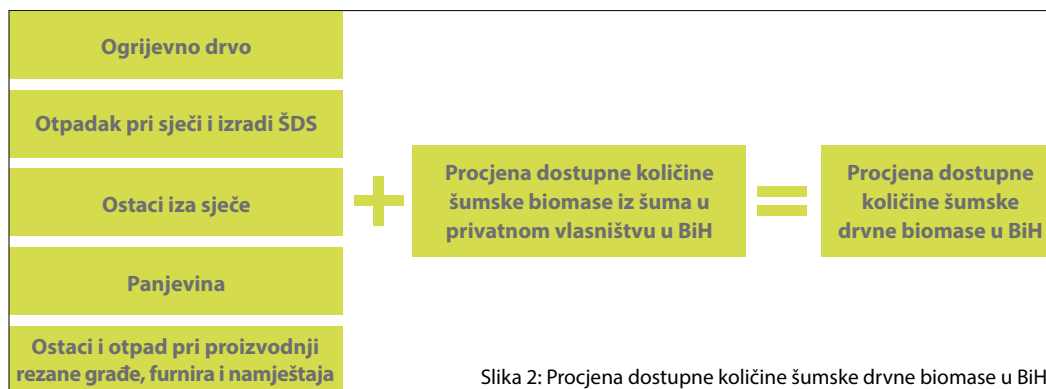 Ogrijevno drvo
Otpadak pri sječi i izradi ŠDS
Ostaci iza sječe
Panjevina
Ostaci i otpad pri proizvodnji
rezane građe, furnira i namještaja
+
Procjena dostupne količine
šumske biomase iz šuma u
privatnom vlasništvu u BiH
=
Procjena dostupne
količine šumske
drvne biomase u BiH
Slika 2: Procjena dostupne količine šumske drvne biomase u BiH